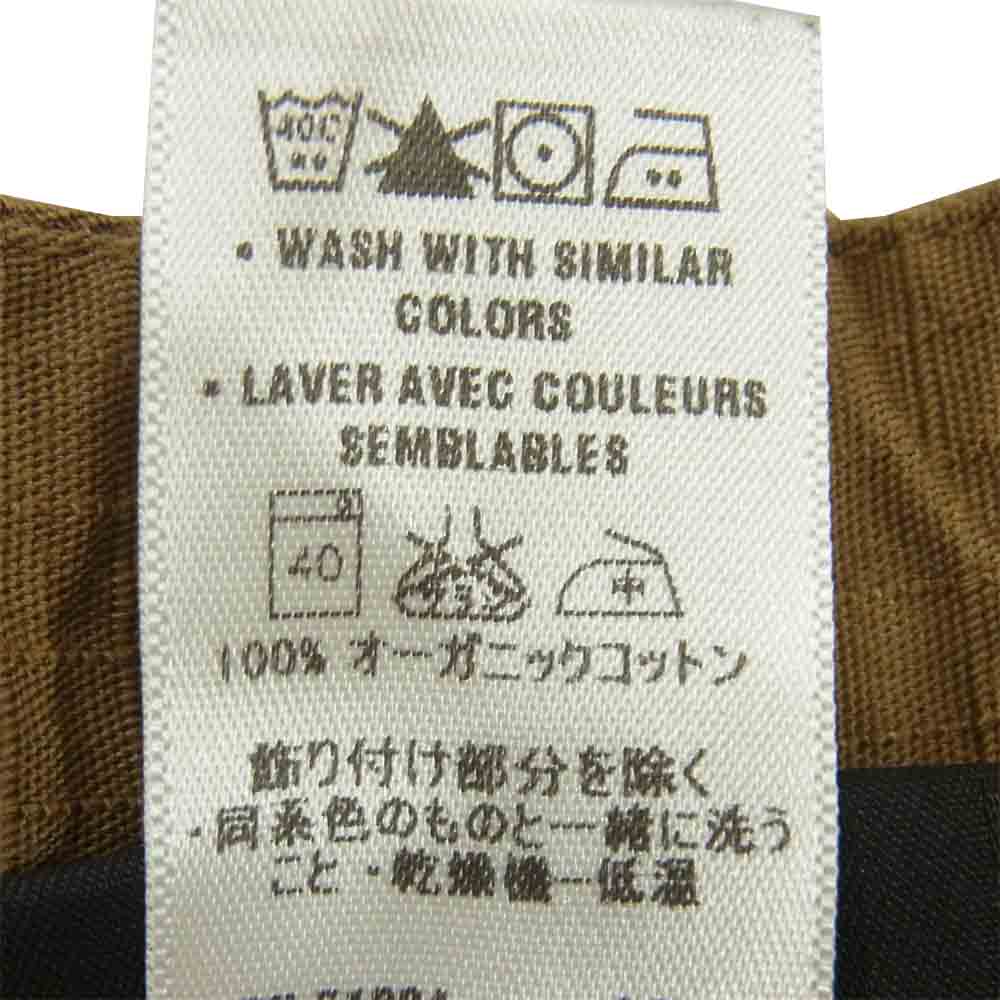 40C
• WASH WITH SIMILAR
COLORS
• LAVER AVEC COULEURS
SEMBLABLES
40 中
100% オーガニックコットン
飾り付け部分を除く
・同系色のものと一緒に洗う
こと・乾燥機一低温